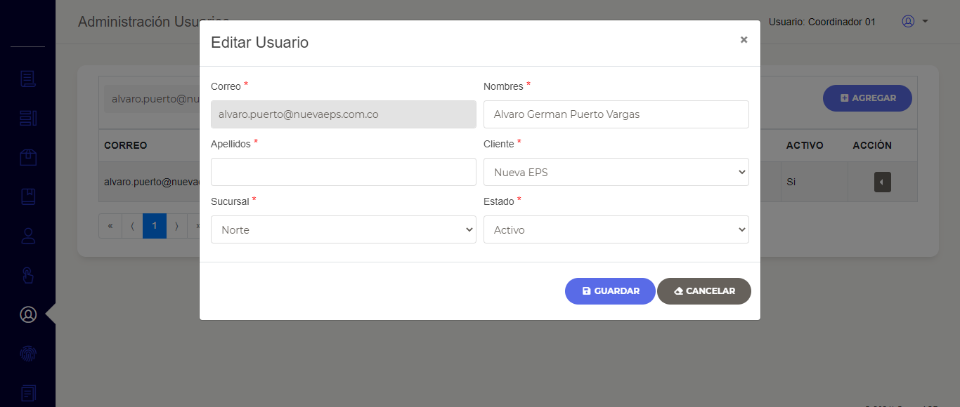 Administración Usuarios
Usuario: Coordinador 01
Editar Usuario
×
Correo *
Nombres *
alvaro.puerto@nuevaeps.com.co
Alvaro German Puerto Vargas
Apellidos *
Cliente *
Nueva EPS
Sucursal *
Estado *
Norte
Activo
GUARDAR
CANCELAR
alvaro.puerto@nu
AGREGAR
CORREO
ACTIVO
ACCIÓN
alvaro.puerto@nueva
Si
« ⟨ 1 ⟩